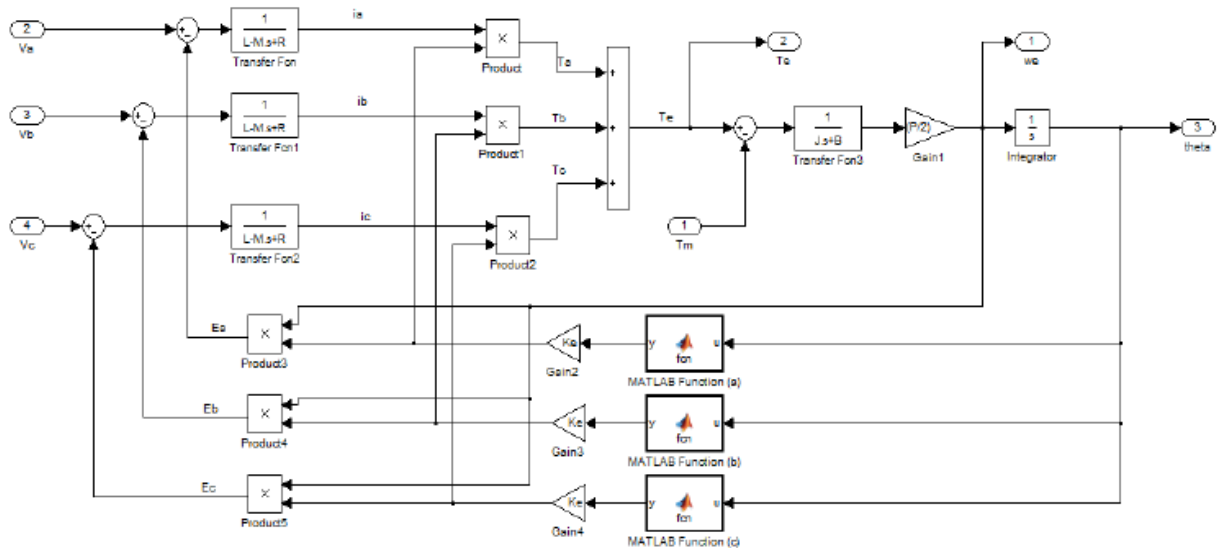 2
Va
1
L-M.s+R
Transfer Fcn
ia
×
Product
Ta
2
Te
1
we
3
Vb
1
L-M.s+R
Transfer Fcn1
ib
×
Product1
Tb
Te
1
J.s+B
Transfer Fcn3
(P/2)
Gain1
1
s
Integrator
3
theta
4
Vc
1
L-M.s+R
Transfer Fcn2
ic
×
Product2
Tc
1
Tm
Ea
×
Product3
Ke
Gain2
y
fcn
u
MATLAB Function (a)
Eb
×
Product4
Ke
Gain3
y
fcn
u
MATLAB Function (b)
Ec
×
Product5
Ke
Gain4
y
fcn
u
MATLAB Function (c)